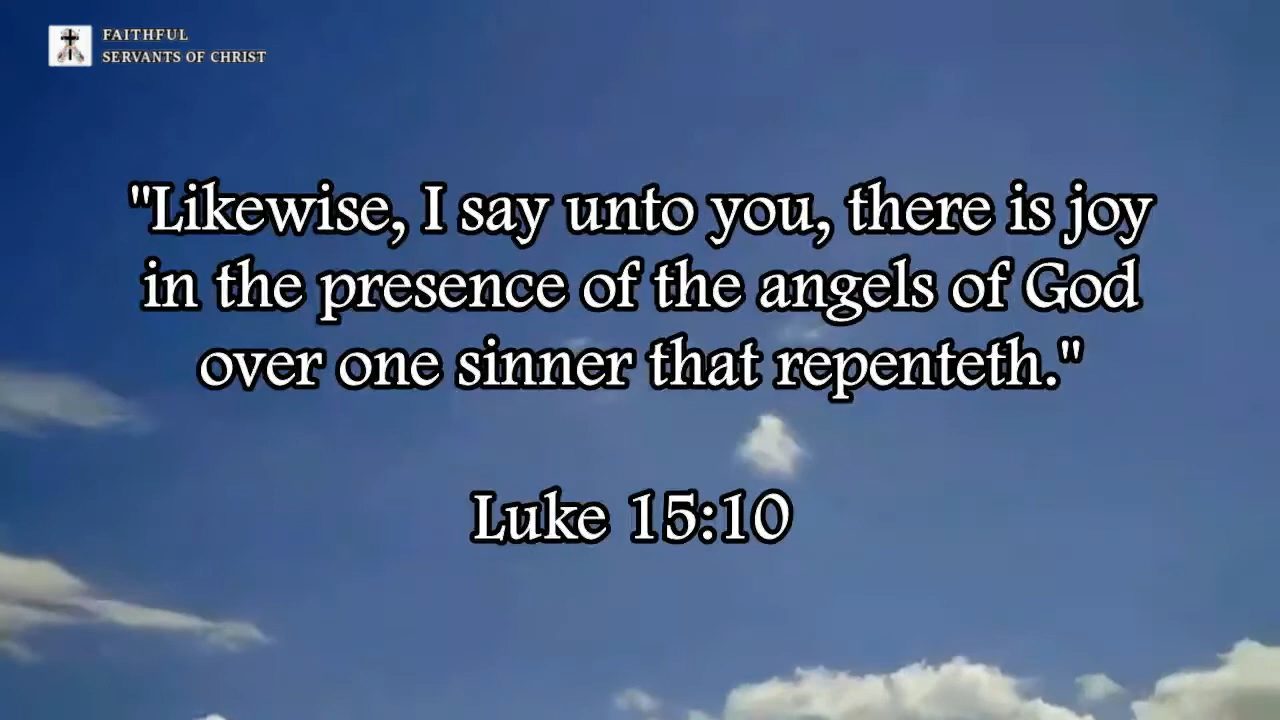 FAITHFUL
SERVANTS OF CHRIST
"Likewise, I say unto you, there is joy
in the presence of the angels of God
over one sinner that repenteth."
Luke 15:10